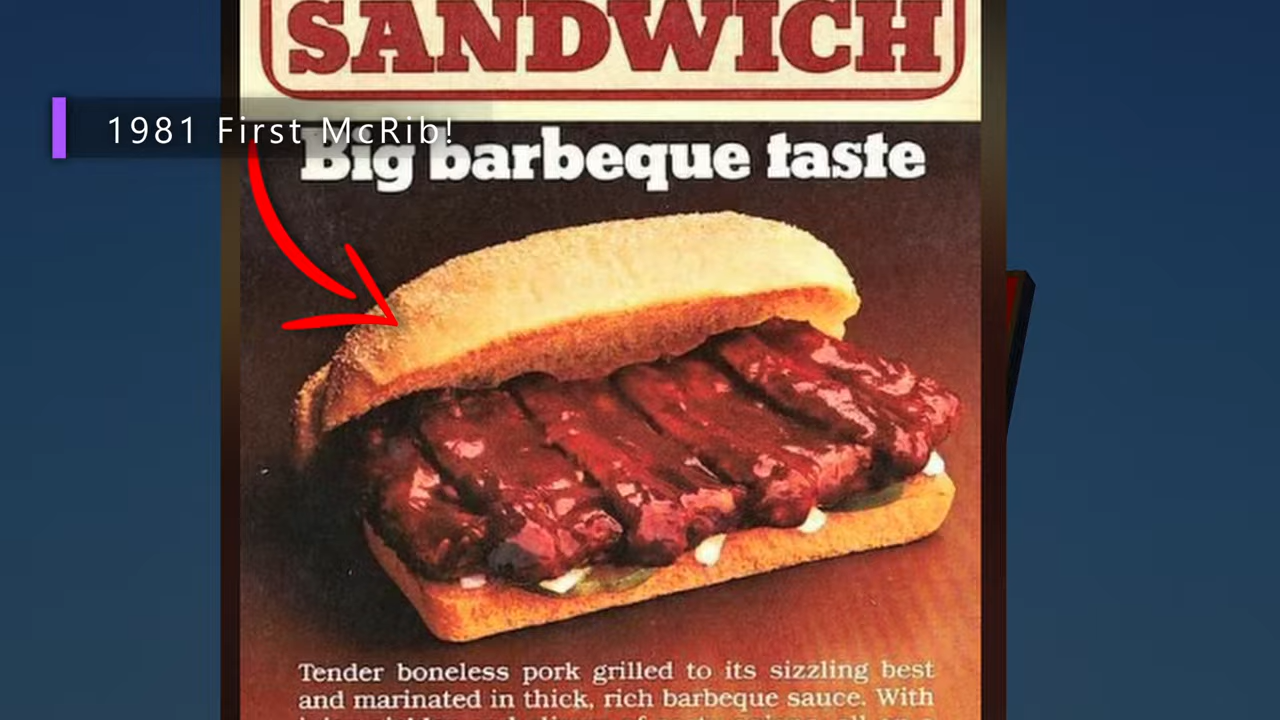 SANDWICH
1981 First McRib!
Big barbeque taste
Tender boneless pork grilled to its sizzling best
and marinated in thick, rich barbeque sauce. With